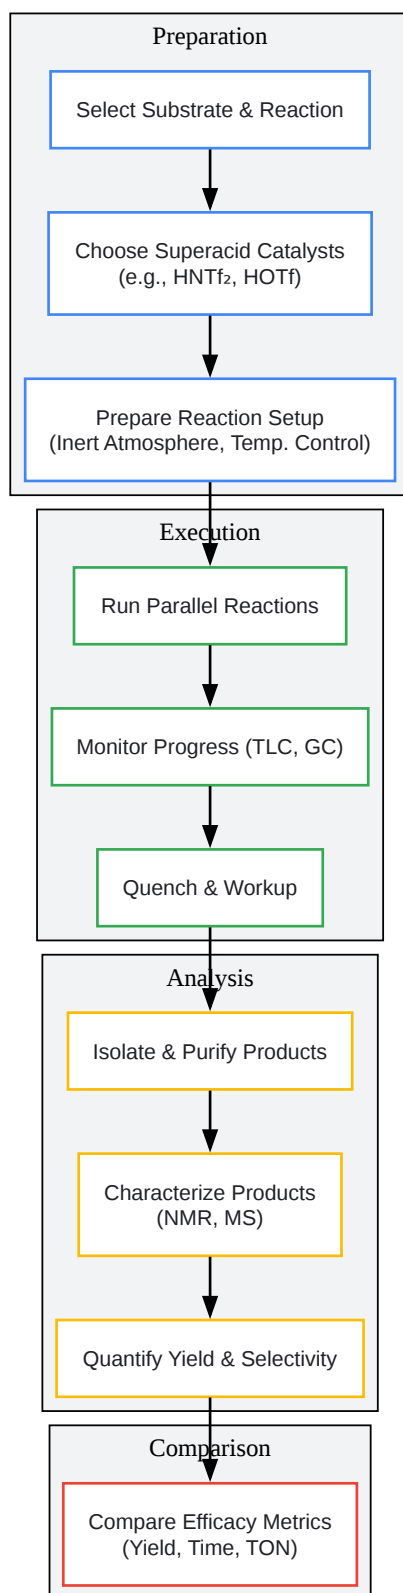 Preparation
Select Substrate & Reaction
Choose Superacid Catalysts
(e.g., HNTf₂, HOTf)
Prepare Reaction Setup
(Inert Atmosphere, Temp. Control)
Execution
Run Parallel Reactions
Monitor Progress (TLC, GC)
Quench & Workup
Analysis
Isolate & Purify Products
Characterize Products
(NMR, MS)
Quantify Yield & Selectivity
Comparison
Compare Efficacy Metrics
(Yield, Time, TON)